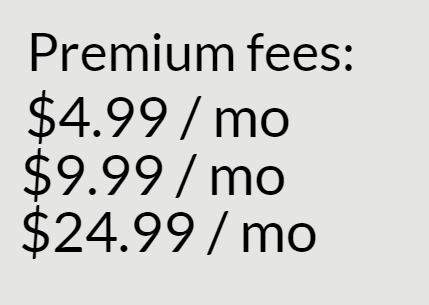 Premium fees:
$4.99 / mo
$9.99 / mo
$24.99 / mo